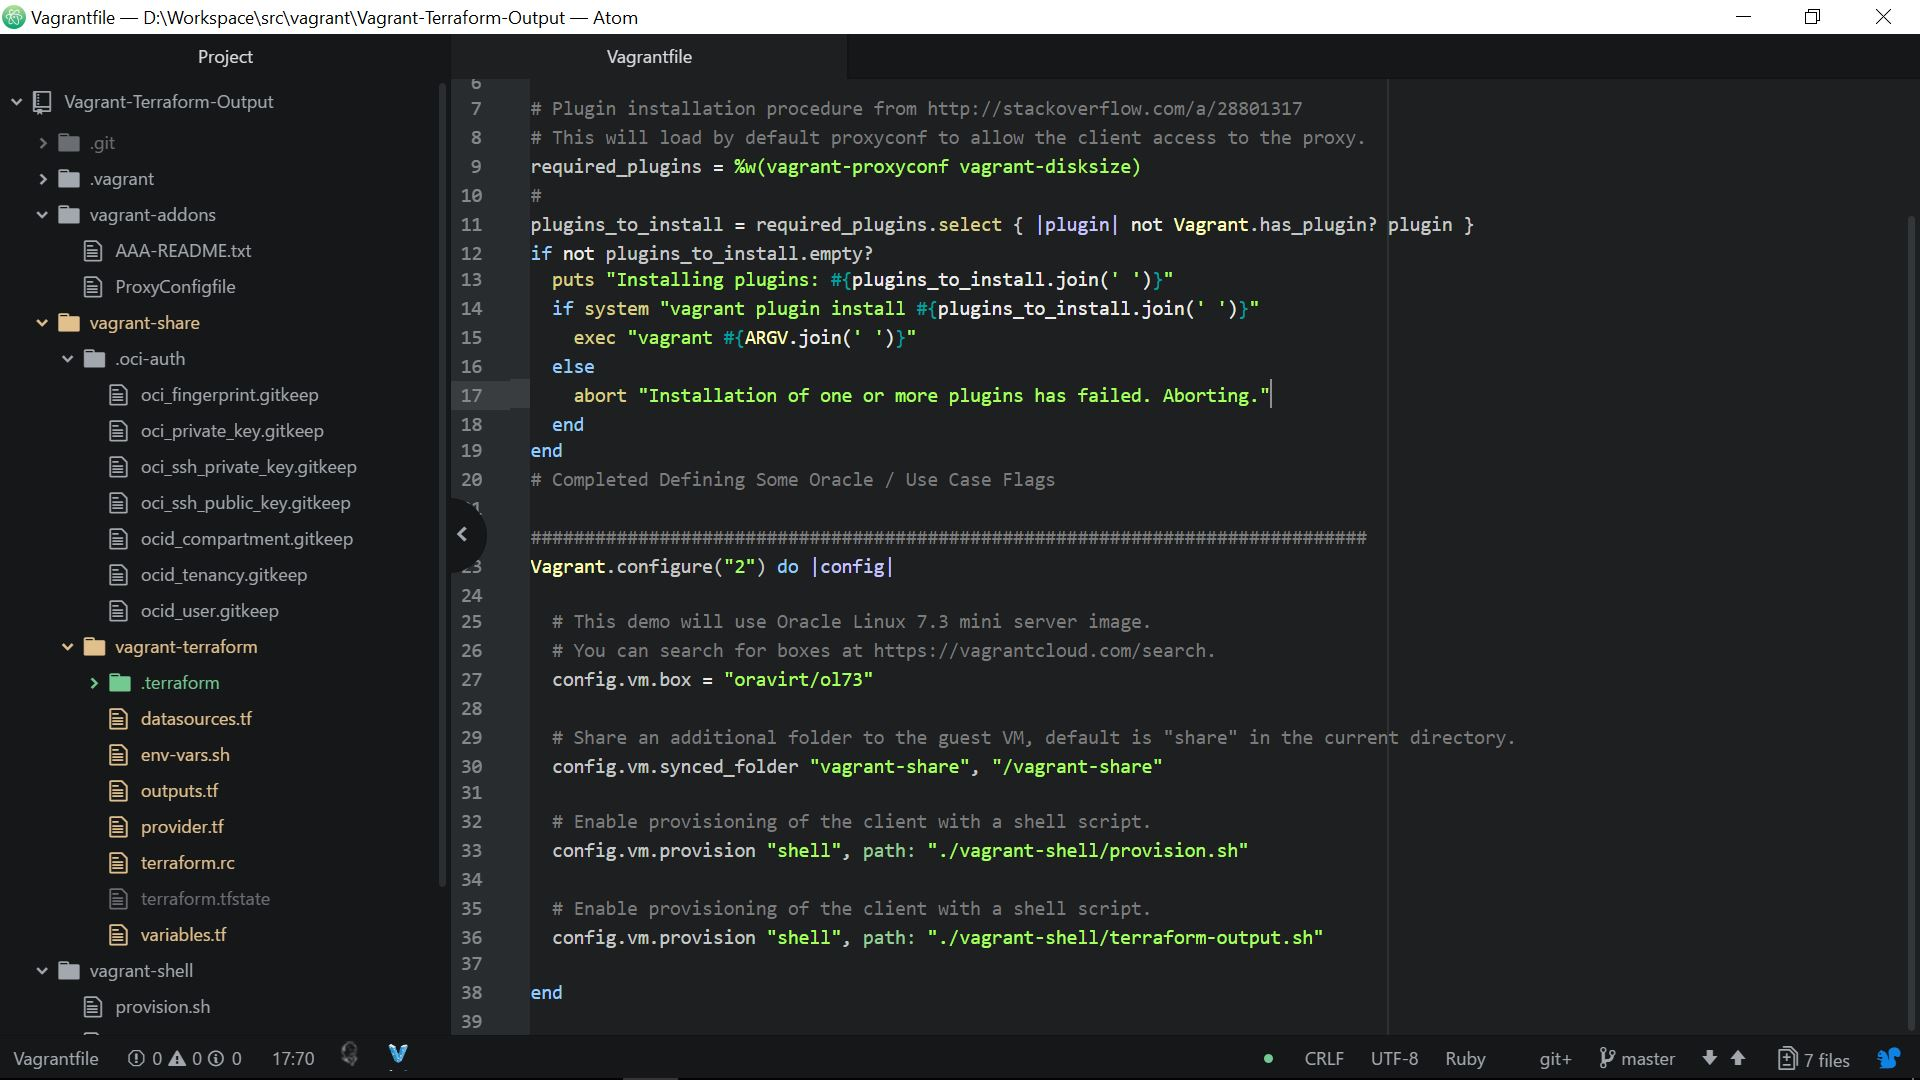 Vagrantfile — D:\Workspace\src\vagrant\Vagrant-Terraform-Output — Atom
Project
Vagrant-Terraform-Output
.git
.vagrant
vagrant-addons
AAA-README.txt
ProxyConfigfile
vagrant-share
.oci-auth
oci_fingerprint.gitkeep
oci_private_key.gitkeep
oci_ssh_private_key.gitkeep
oci_ssh_public_key.gitkeep
ocid_compartment.gitkeep
ocid_tenancy.gitkeep
ocid_user.gitkeep
vagrant-terraform
.terraform
datasources.tf
env-vars.sh
outputs.tf
provider.tf
terraform.rc
terraform.tfstate
variables.tf
vagrant-shell
provision.sh
Vagrantfile
6
7 # Plugin installation procedure from http://stackoverflow.com/a/28801317
8 # This will load by default proxyconf to allow the client access to the proxy.
9 required_plugins = %w(vagrant-proxyconf vagrant-disksize)
10 #
11 plugins_to_install = required_plugins.select { |plugin| not Vagrant.has_plugin? plugin }
12 if not plugins_to_install.empty?
13 puts "Installing plugins: #{plugins_to_install.join(' ')}"
14 if system "vagrant plugin install #{plugins_to_install.join(' ')}"
15 exec "vagrant #{ARGV.join(' ')}"
16 else
17 abort "Installation of one or more plugins has failed. Aborting."
18 end
19 end
20 # Completed Defining Some Oracle / Use Case Flags
##############################################################################
23 Vagrant.configure("2") do |config|
24
25 # This demo will use Oracle Linux 7.3 mini server image.
26 # You can search for boxes at https://vagrantcloud.com/search.
27 config.vm.box = "oravirt/ol73"
28
29 # Share an additional folder to the guest VM, default is "share" in the current directory.
30 config.vm.synced_folder "vagrant-share", "/vagrant-share"
31
32 # Enable provisioning of the client with a shell script.
33 config.vm.provision "shell", path: "./vagrant-shell/provision.sh"
34
35 # Enable provisioning of the client with a shell script.
36 config.vm.provision "shell", path: "./vagrant-shell/terraform-output.sh"
37
38 end
39
Vagrantfile 0 0 0 17:70 CRLF UTF-8 Ruby git+ master 7 files